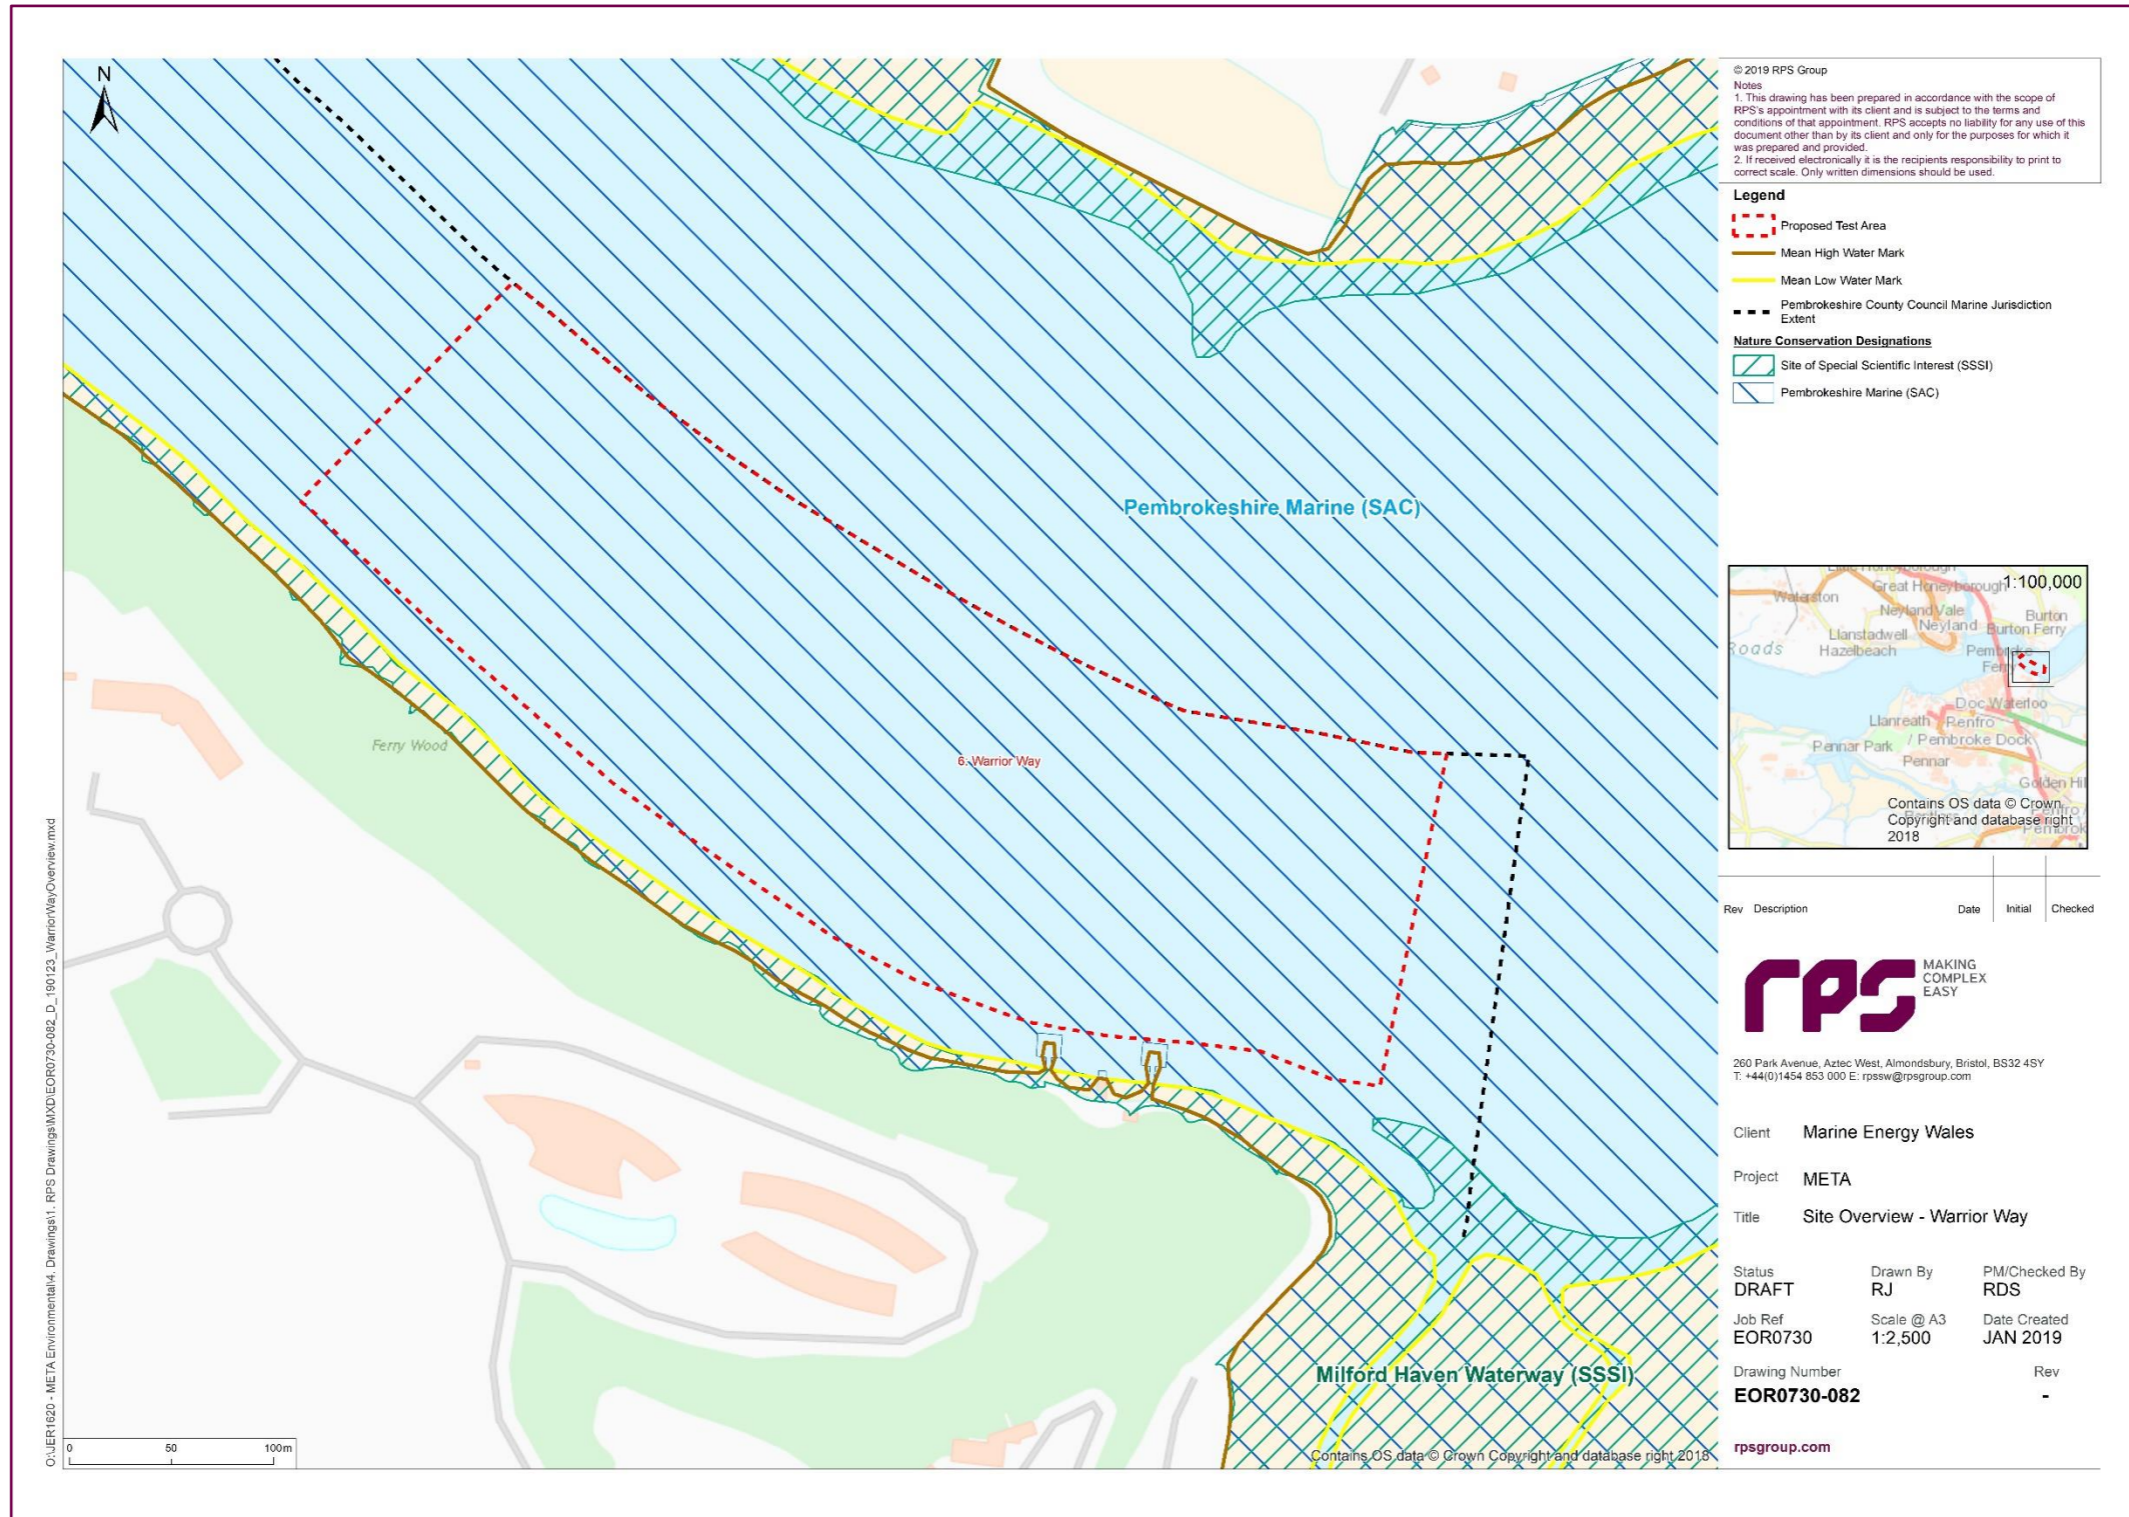 N
Pembrokeshire Marine (SAC)
Ferry Wood
6. Warrior Way
Milford Haven Waterway (SSSI)
Contains OS data © Crown Copyright and database right 2018
0 50 100m
O:\JER1620 - META Environmental\4. Drawings\1. RPS Drawings\MXD\EOR0730-082_D_190123_WarriorWayOverview.mxd
© 2019 RPS Group
Notes
1. This drawing has been prepared in accordance with the scope of
RPS's appointment with its client and is subject to the terms and
conditions of that appointment. RPS accepts no liability for any use of this
document other than by its client and only for the purposes for which it
was prepared and provided.
2. If received electronically it is the recipients responsibility to print to
correct scale. Only written dimensions should be used.
Legend
Proposed Test Area
Mean High Water Mark
Mean Low Water Mark
Pembrokeshire County Council Marine Jurisdiction
Extent
Nature Conservation Designations
Site of Special Scientific Interest (SSSI)
Pembrokeshire Marine (SAC)
1:100,000
Great Honeyborough
Waterston
Neyland Vale
Burton
Llanstadwell
Neyland
Burton Ferry
Roads
Hazelbeach
Pembroke
Ferry
Doc Waterloo
Llanreath
Penfro
Pennar Park
/ Pembroke Dock
Pennar
Golden Hil
Contains OS data © Crown
Copyright and database right
2018
Penfro
Pembrok
Rev Description Date Initial Checked
rps
MAKING
COMPLEX
EASY
260 Park Avenue, Aztec West, Almondsbury, Bristol, BS32 4SY
T: +44(0)1454 853 000 E: rpssw@rpsgroup.com
Client Marine Energy Wales
Project META
Title Site Overview - Warrior Way
Status Drawn By PM/Checked By
DRAFT RJ RDS
Job Ref Scale @ A3 Date Created
EOR0730 1:2,500 JAN 2019
Drawing Number Rev
EOR0730-082 -
rpsgroup.com